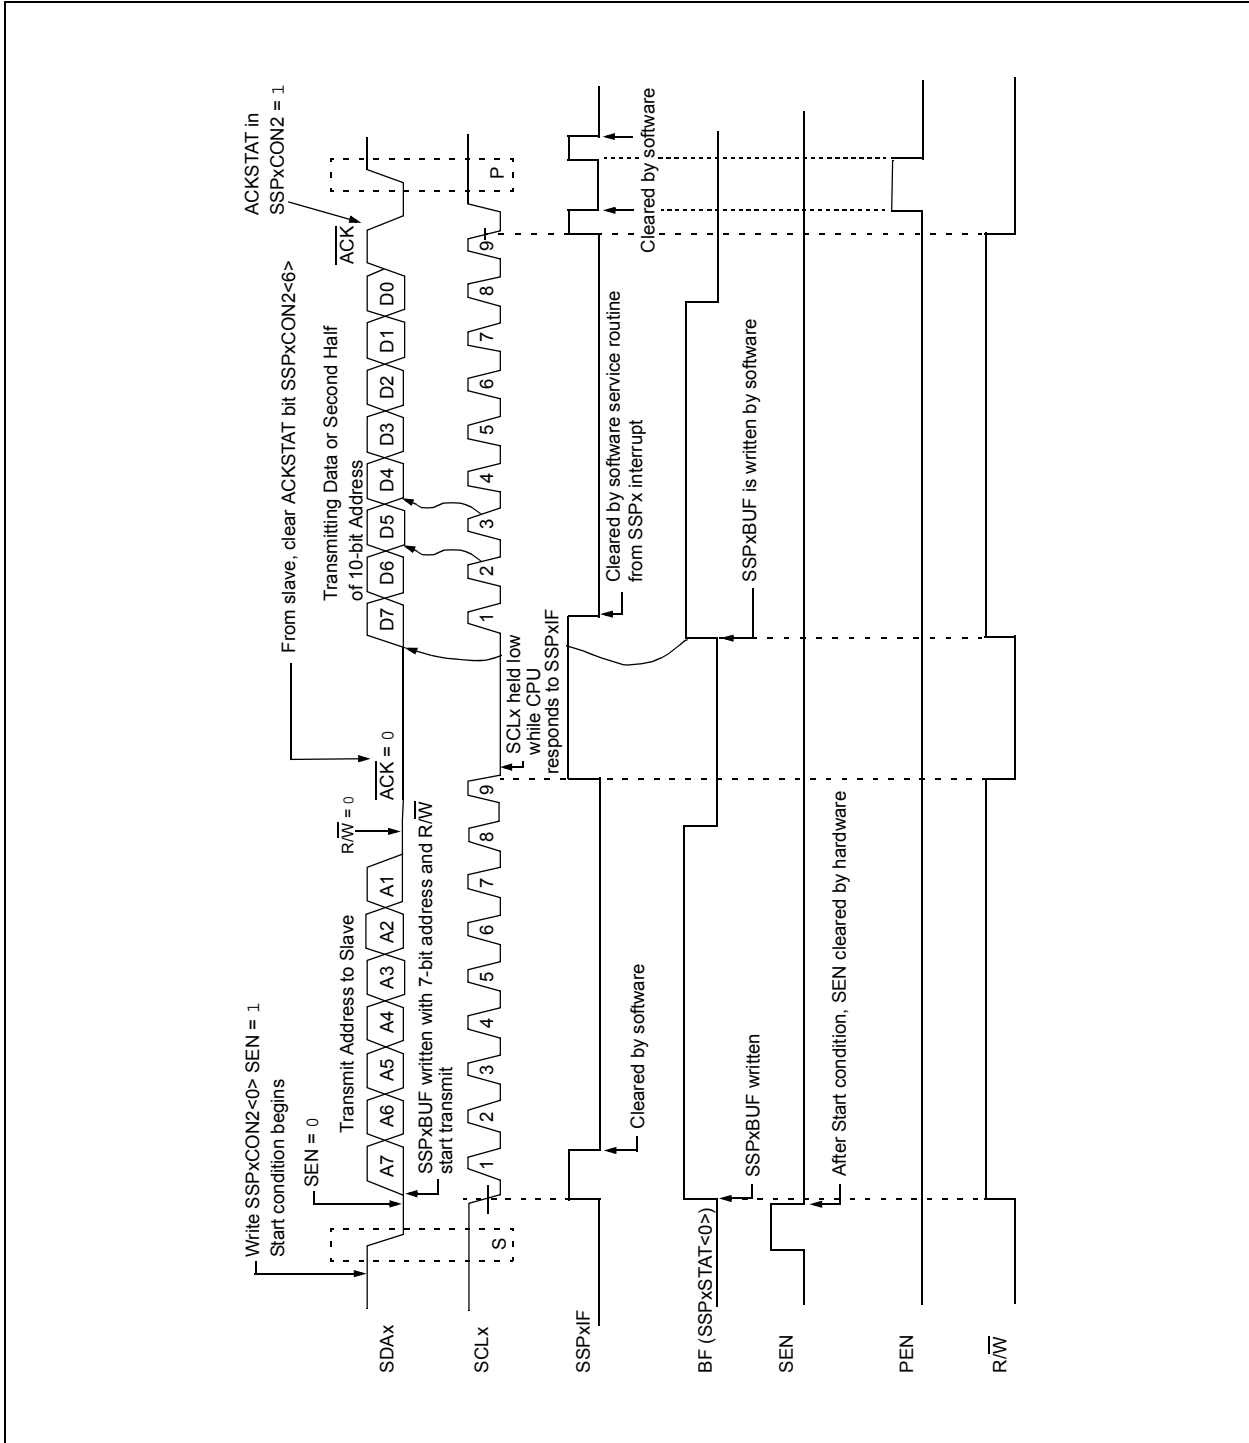 Write SSPxCON2<0> SEN = 1
Start condition begins
SEN = 0
Transmit Address to Slave
R/W̅ = 0
A̅C̅K̅ = 0
From slave, clear ACKSTAT bit SSPxCON2<6>
Transmitting Data or Second Half
of 10-bit Address
ACKSTAT in
SSPxCON2 = 1
A̅C̅K̅
SDAx
A7 A6 A5 A4 A3 A2 A1
D7 D6 D5 D4 D3 D2 D1 D0
SSPxBUF written with 7-bit address and R/W̅
start transmit
SCLx
S
1 2 3 4 5 6 7 8 9
1 2 3 4 5 6 7 8 9
P
SCLx held low
while CPU
responds to SSPxIF
SSPxIF
Cleared by software
Cleared by software service routine
from SSPx interrupt
Cleared by software
BF (SSPxSTAT<0>)
SSPxBUF written
SSPxBUF is written by software
SEN
After Start condition, SEN cleared by hardware
PEN
R/W̅